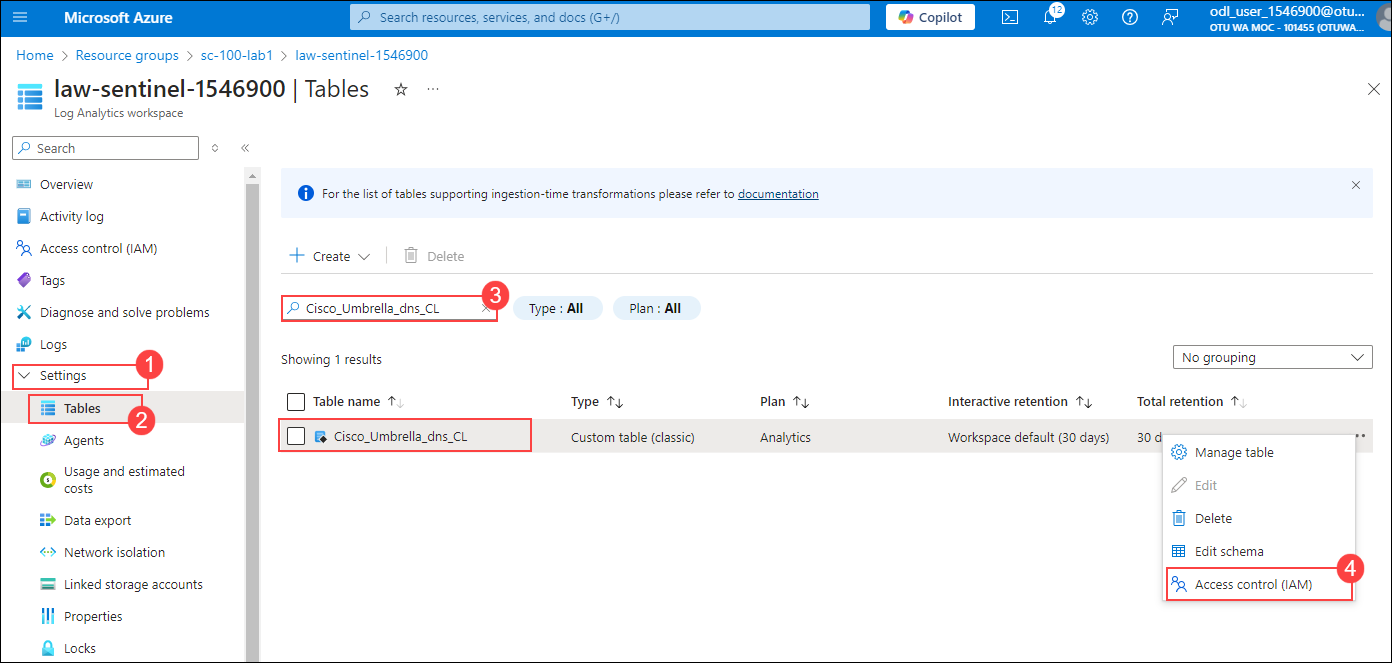 Microsoft Azure
Search resources, services, and docs (G+/)
Copilot
12
odl_user_1546900@otu...
OTU WA MOC - 101455 (OTUWA...
Home > Resource groups > sc-100-lab1 > law-sentinel-1546900
law-sentinel-1546900 | Tables
Log Analytics workspace
Search
Overview
Activity log
Access control (IAM)
Tags
Diagnose and solve problems
Logs
Settings
1
Tables
2
Agents
Usage and estimated
costs
Data export
Network isolation
Linked storage accounts
Properties
Locks
For the list of tables supporting ingestion-time transformations please refer to documentation
Create
Delete
Cisco_Umbrella_dns_CL
3
Type : All
Plan : All
Showing 1 results
No grouping
Table name
Type
Plan
Interactive retention
Total retention
Cisco_Umbrella_dns_CL
Custom table (classic)
Analytics
Workspace default (30 days)
30 d
Manage table
Edit
Delete
Edit schema
Access control (IAM)
4